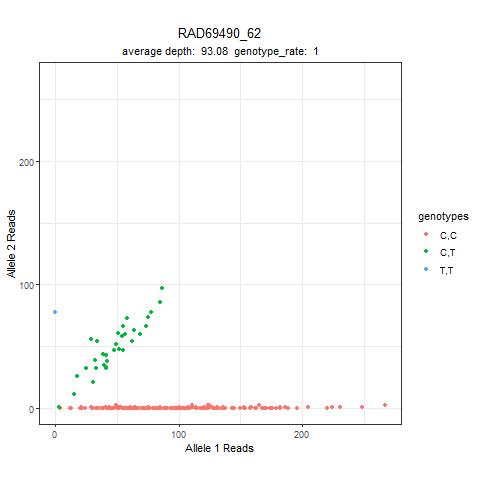 RAD69490_62
average depth: 93.08 genotype_rate: 1
Allele 2 Reads
200
100
0
0
100
200
Allele 1 Reads
genotypes
C,C
C,T
T,T